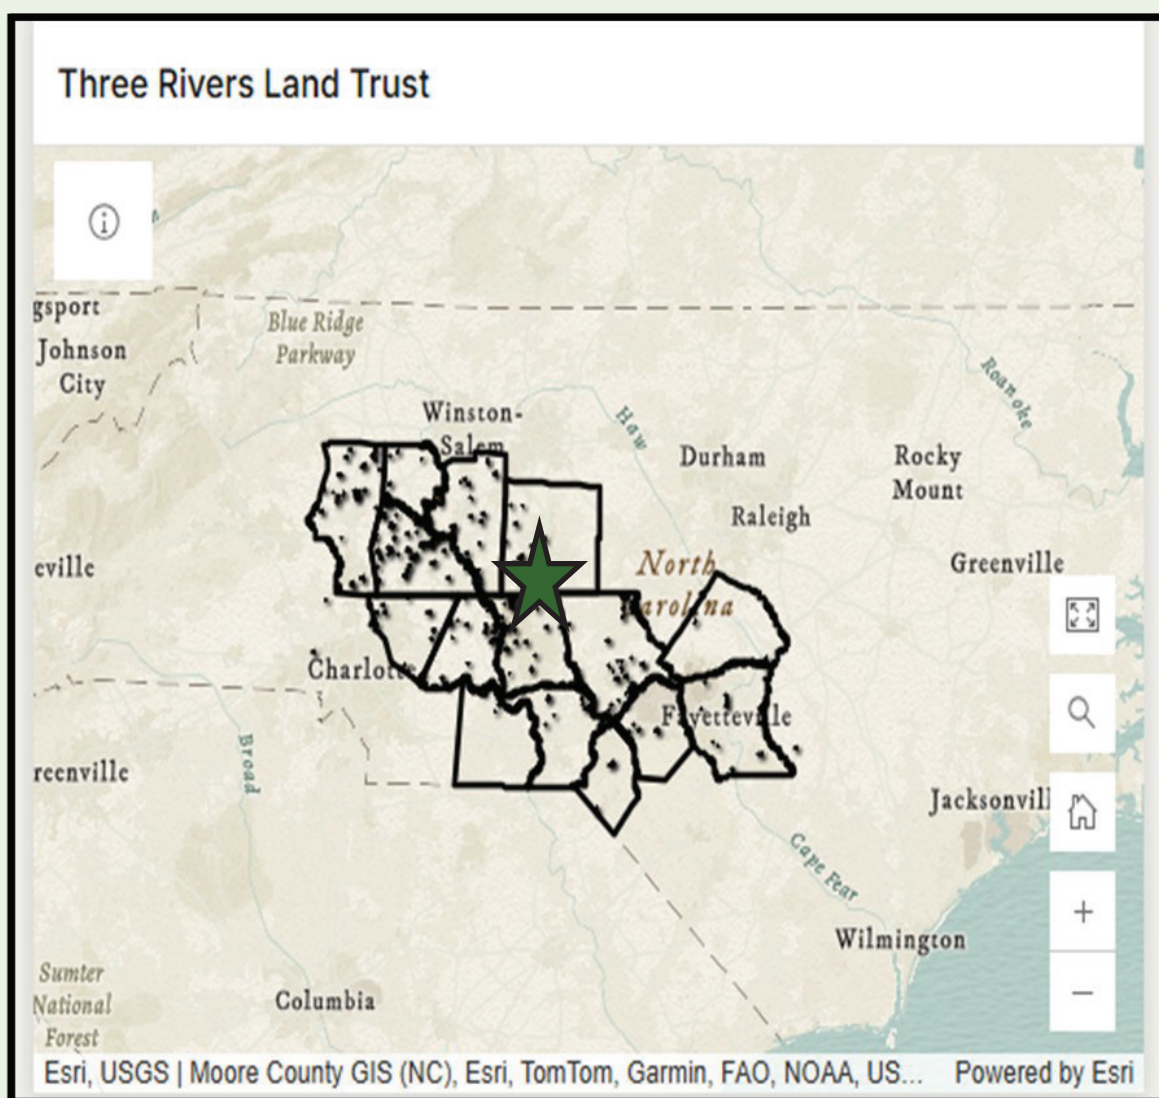 Three Rivers Land Trust
gsport
Blue Ridge
Parkway
Johnson
City
Roanoke
Winston-
Salem
Haw
Durham
Rocky
Mount
Raleigh
eville
North
Carolina
Greenville
Charlotte
Fayetteville
Broad
reenville
Jacksonvill
Cape Fear
Wilmington
Sumter
National
Forest
Columbia
Esri, USGS | Moore County GIS (NC), Esri, TomTom, Garmin, FAO, NOAA, US...
Powered by Esri